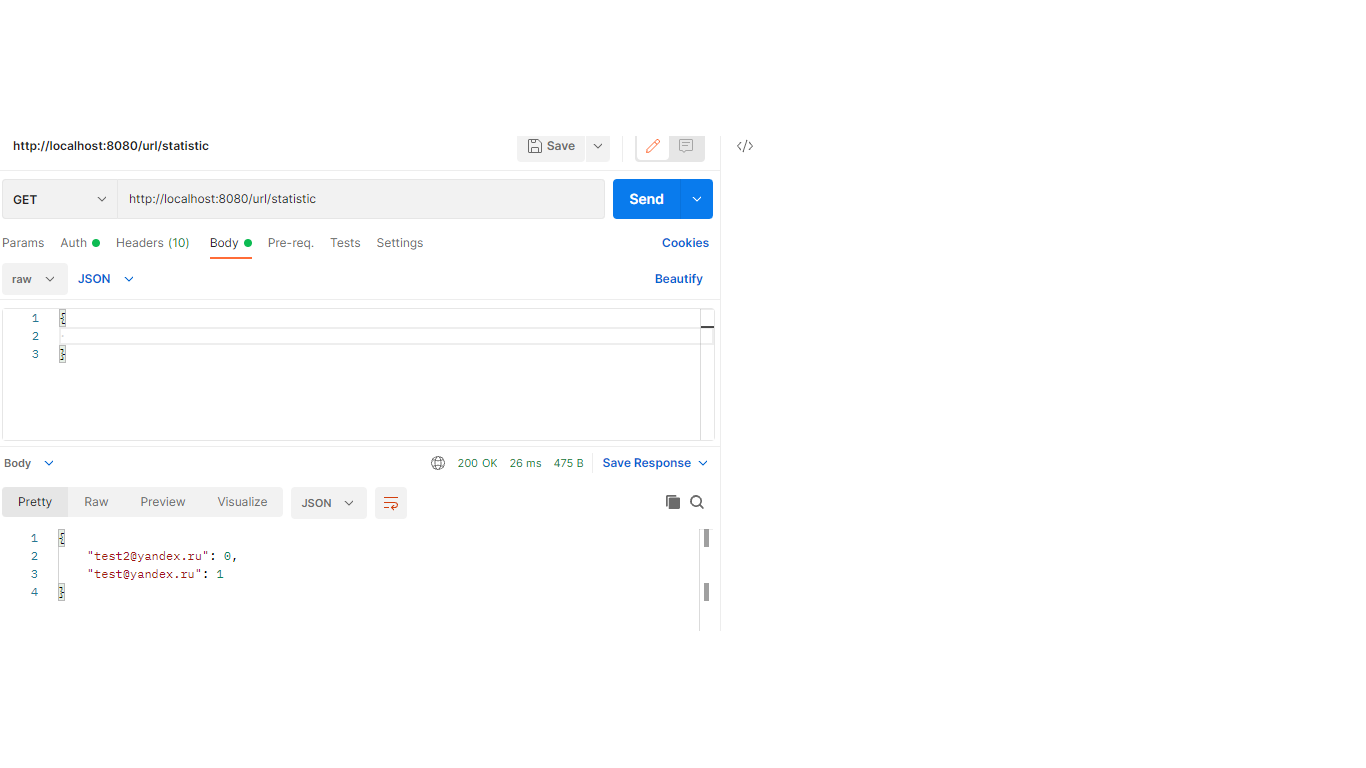 http://localhost:8080/url/statistic Save </>
GET http://localhost:8080/url/statistic Send
Params Auth Headers (10) Body Pre-req. Tests Settings Cookies
raw JSON Beautify
1 {
2
3 }
Body 200 OK 26 ms 475 B Save Response
Pretty Raw Preview Visualize JSON
1 {
2 "test2@yandex.ru": 0,
3 "test@yandex.ru": 1
4 }